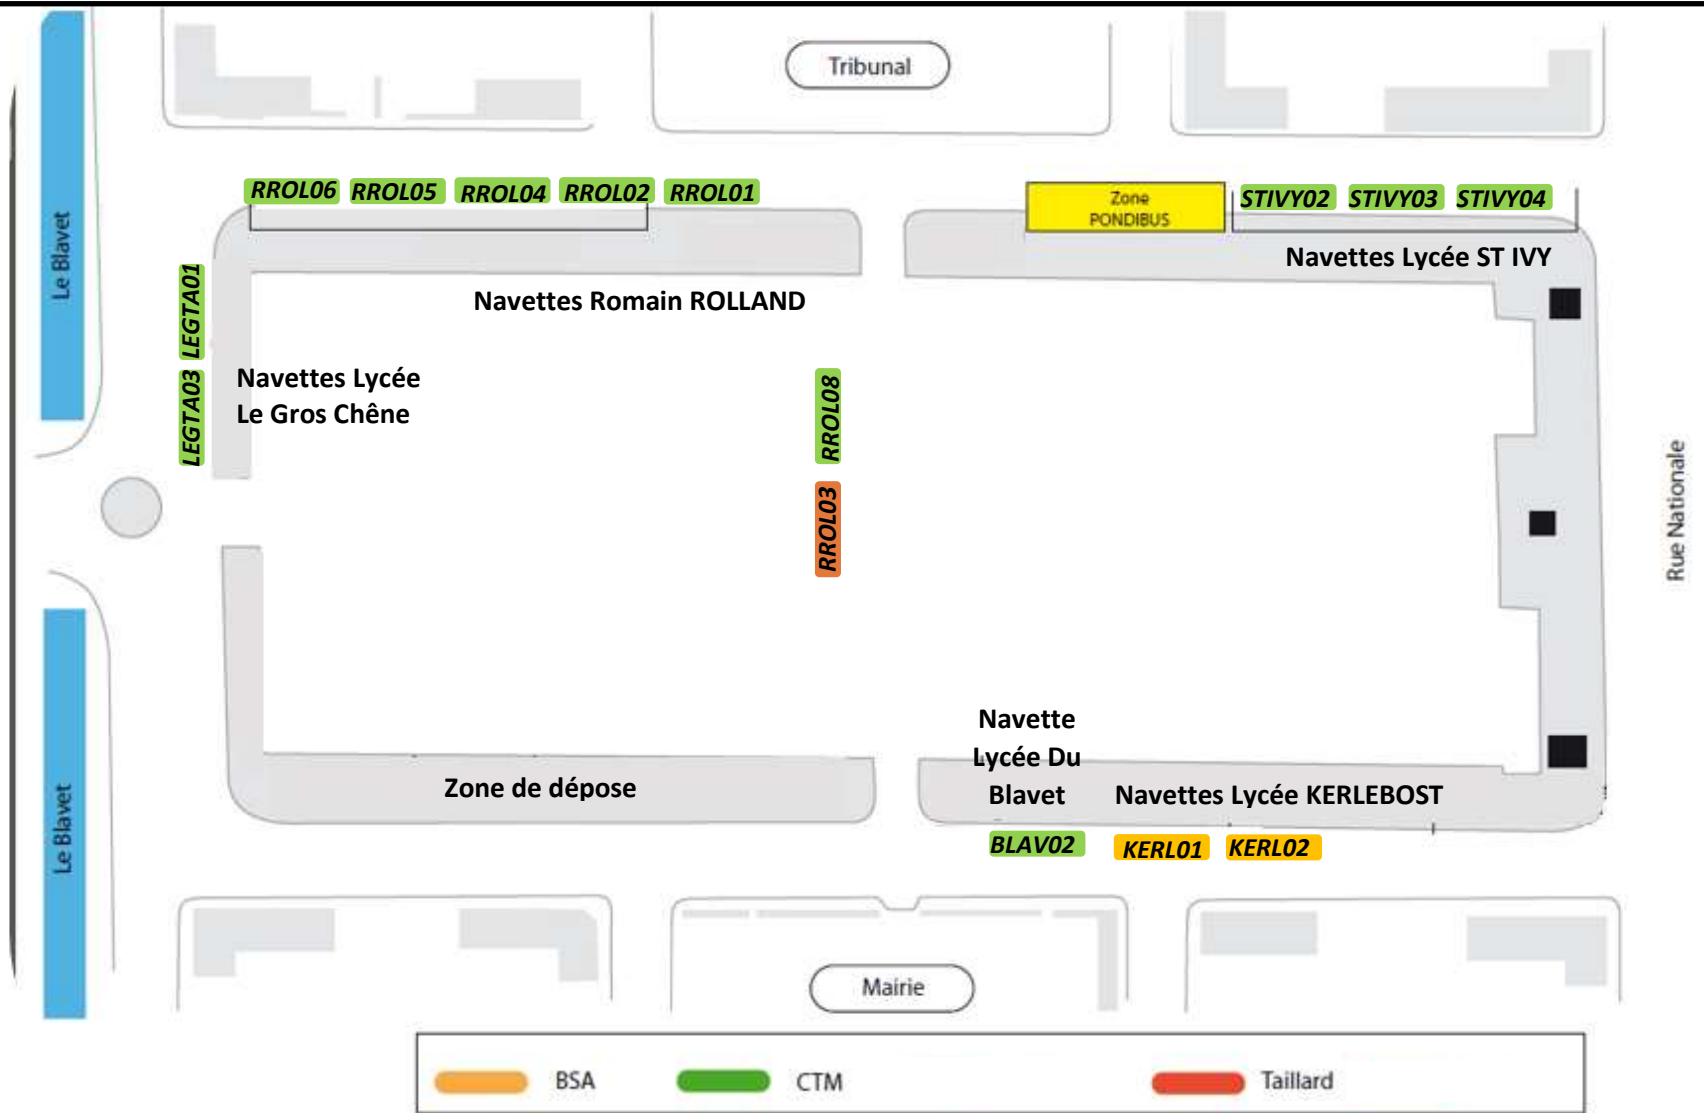 Tribunal
Le Blavet
RROL06 RROL05 RROL04 RROL02 RROL01
Zone
PONDIBUS
STIVY02 STIVY03 STIVY04
Navettes Lycée ST IVY
Navettes Romain ROLLAND
LEGTA01
LEGTA03
Navettes Lycée
Le Gros Chêne
RROL08
RROL03
Rue Nationale
Navette
Lycée Du
Blavet
Navettes Lycée KERLEBOST
Zone de dépose
BLAV02 KERL01 KERL02
Le Blavet
Mairie
BSA CTM Taillard